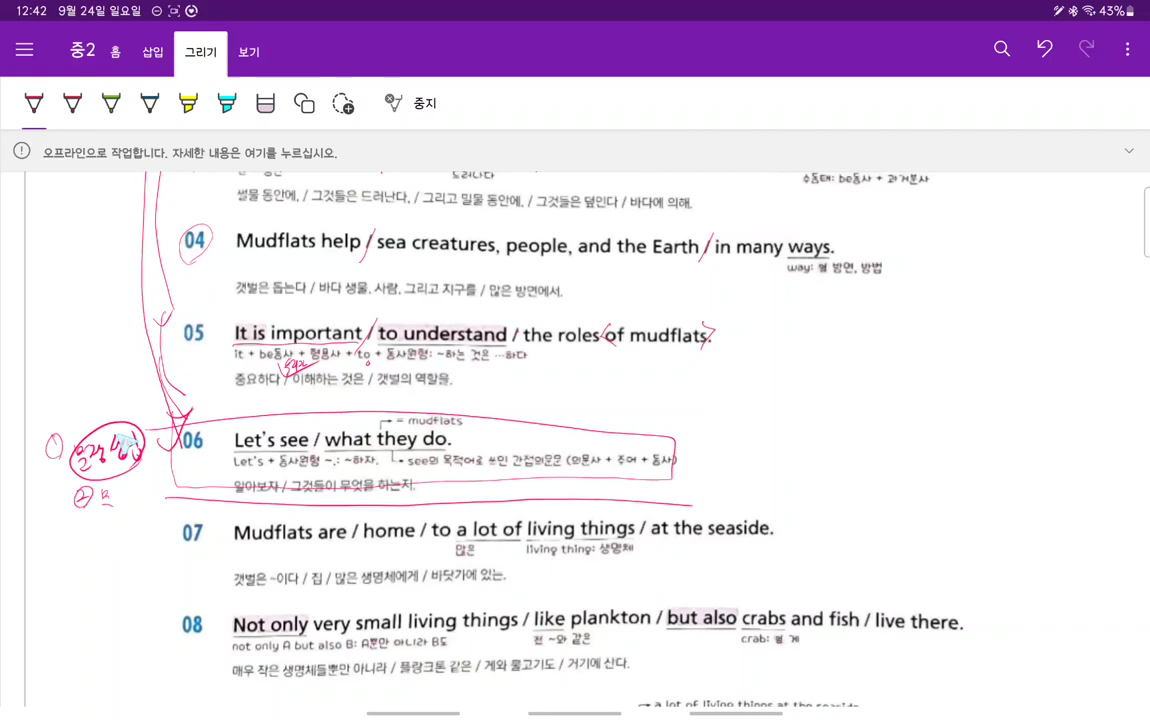 12:42 9월 24일 일요일
43%
중2 홈 삽입 그리기 보기
중지
오프라인으로 작업합니다. 자세한 내용은 여기를 누르십시오.
드러나다
수동태: be동사 + 과거분사
썰물 동안에, / 그것들은 드러난다, / 그리고 밀물 동안에, / 그것들은 덮인다 / 바다에 의해.
04 Mudflats help / sea creatures, people, and the Earth / in many ways.
way: 명 방면, 방법
갯벌은 돕는다 / 바다 생물, 사람, 그리고 지구를 / 많은 방면에서.
05 It is important / to understand / the roles of mudflats.
it + be동사 + 형용사 + to + 동사원형: ~하는 것은 …하다
중요하다 / 이해하는 것은 / 갯벌의 역할을.
= mudflats
06 Let's see / what they do.
Let's + 동사원형 ~.: ~하자. see의 목적어로 쓰인 간접의문문 (의문사 + 주어 + 동사)
알아보자 / 그것들이 무엇을 하는지.
①
②
07 Mudflats are / home / to a lot of living things / at the seaside.
많은 living thing: 생명체
갯벌은 ~이다 / 집 / 많은 생명체에게 / 바닷가에 있는.
08 Not only very small living things / like plankton / but also crabs and fish / live there.
not only A but also B: A뿐만 아니라 B도 전 ~와 같은 crab: 명 게
매우 작은 생명체들뿐만 아니라 / 플랑크톤 같은 / 게와 물고기도 / 거기에 산다.
a lot of living things at the seaside